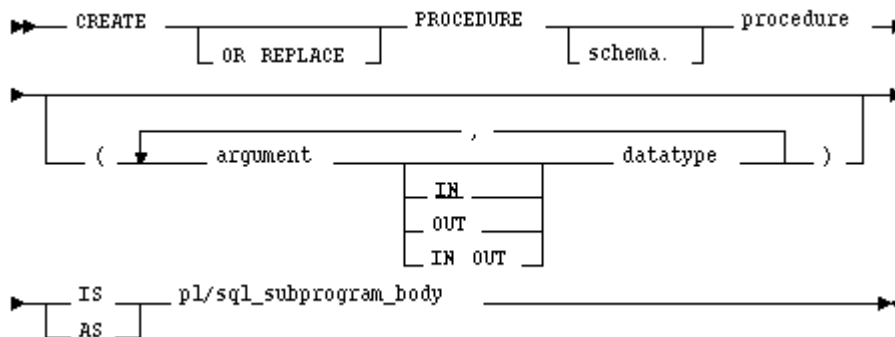 CREATE PROCEDURE procedure
OR REPLACE schema.
,
( argument datatype )
IN
OUT
IN OUT
IS pl/sql_subprogram_body
AS